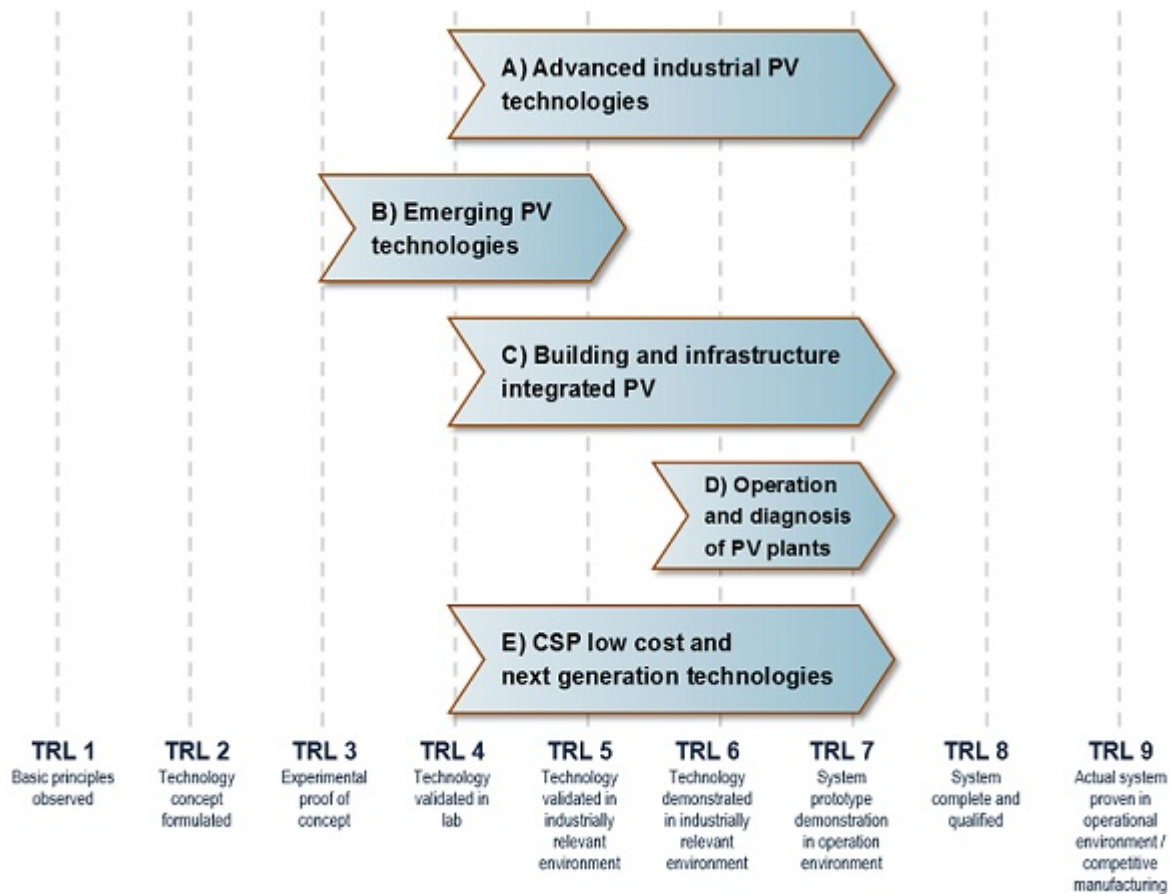 A) Advanced industrial PV
technologies
B) Emerging PV
technologies
C) Building and infrastructure
integrated PV
D) Operation
and diagnosis
of PV plants
E) CSP low cost and
next generation technologies
TRL 1
Basic principles
observed
TRL 2
Technology
concept
formulated
TRL 3
Experimental
proof of
concept
TRL 4
Technology
validated in
lab
TRL 5
Technology
validated in
industrially
relevant
environment
TRL 6
Technology
demonstrated
in industrially
relevant
environment
TRL 7
System
prototype
demonstration
in operation
environment
TRL 8
System
complete and
qualified
TRL 9
Actual system
proven in
operational
environment /
competitive
manufacturing